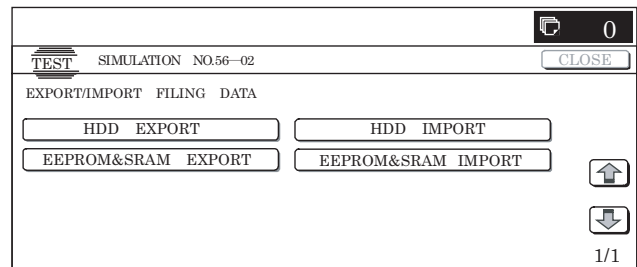 0
TEST SIMULATION NO.56—02 CLOSE
EXPORT/IMPORT FILING DATA
HDD EXPORT HDD IMPORT
EEPROM&SRAM EXPORT EEPROM&SRAM IMPORT
1/1